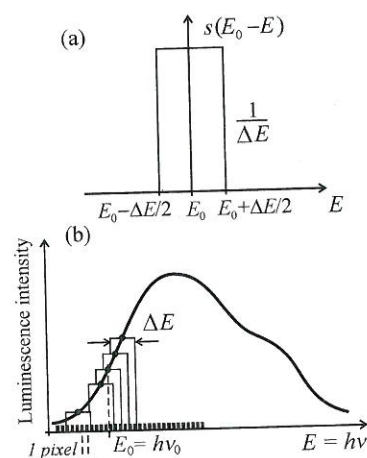 (a)
s(E₀ –E)
1
ΔE
E₀–ΔE/2 E₀ E₀+ΔE/2 E
(b)
Luminescence intensity
ΔE
1 pixel E₀= hν₀ E = hν